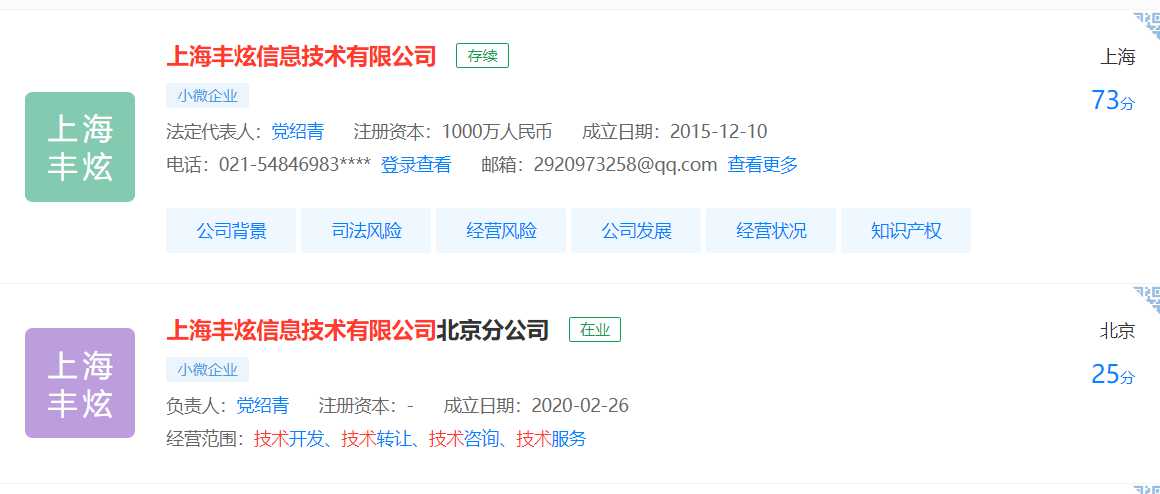 上海丰炫信息技术有限公司 存续
上海
小微企业
73分
上海
丰炫
法定代表人：党绍青 注册资本：1000万人民币 成立日期：2015-12-10
电话：021-54846983**** 登录查看 邮箱：2920973258@qq.com 查看更多
公司背景 司法风险 经营风险 公司发展 经营状况 知识产权
上海丰炫信息技术有限公司北京分公司 在业
北京
小微企业
25分
上海
丰炫
负责人：党绍青 注册资本：- 成立日期：2020-02-26
经营范围：技术开发、技术转让、技术咨询、技术服务